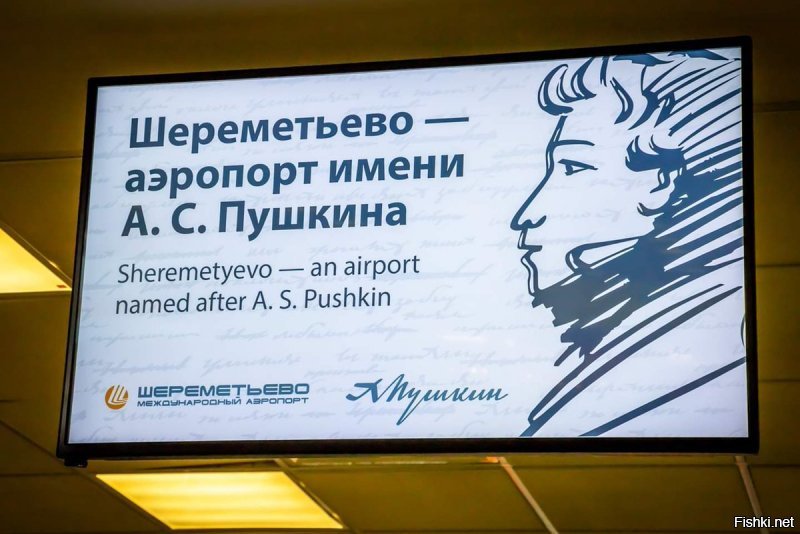 Шереметьево —
аэропорт имени
А. С. Пушкина
Sheremetyevo — an airport
named after A. S. Pushkin
ШЕРЕМЕТЬЕВО
МЕЖДУНАРОДНЫЙ АЭРОПОРТ
АПушкин
Fishki.net